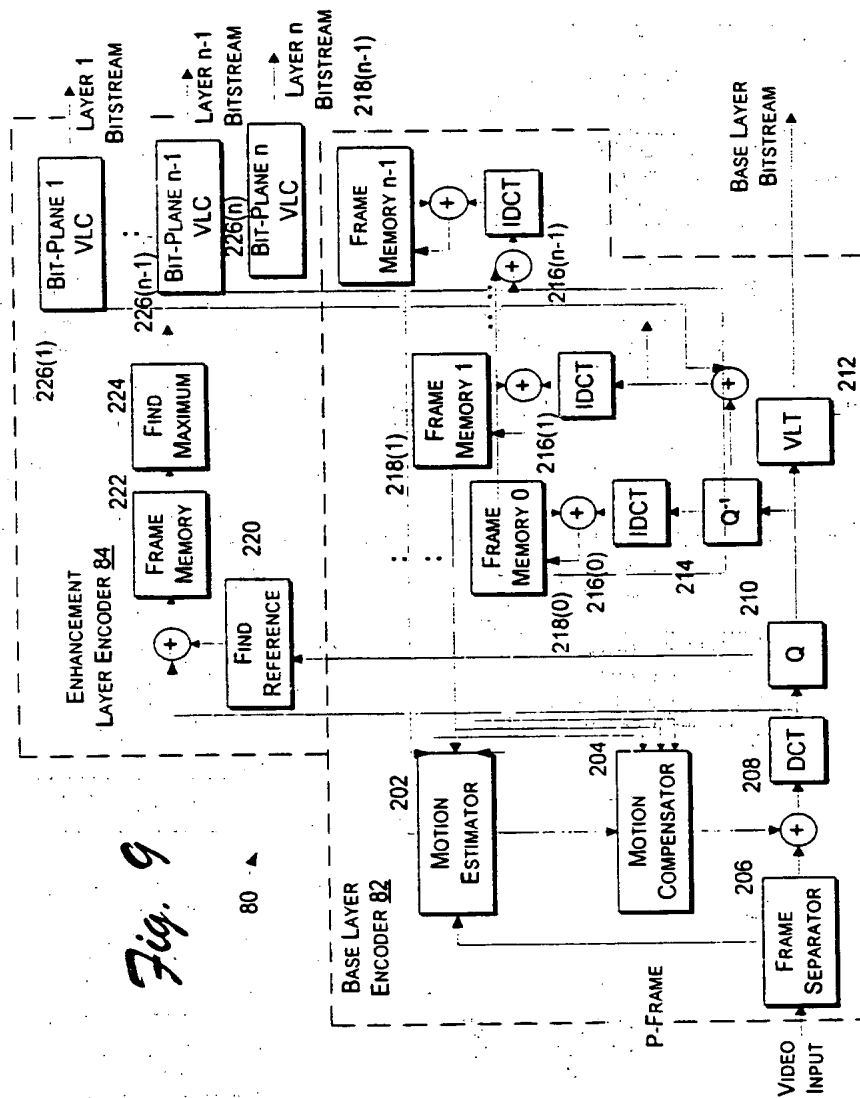 Fig. 9
80
ENHANCEMENT
LAYER ENCODER 84
FIND
REFERENCE
220
FRAME
MEMORY
222
FIND
MAXIMUM
224
226(1)
BIT-PLANE 1
VLC
LAYER 1
BITSTREAM
226(n-1)
BIT-PLANE n-1
VLC
LAYER n-1
BITSTREAM
226(n)
BIT-PLANE n
VLC
LAYER n
BITSTREAM
BASE LAYER
ENCODER 82
MOTION
ESTIMATOR
202
MOTION
COMPENSATOR
204
218(0)
FRAME
MEMORY 0
216(0)
IDCT
214
218(1)
FRAME
MEMORY 1
216(1)
IDCT
218(n-1)
FRAME
MEMORY n-1
216(n-1)
IDCT
P-FRAME
VIDEO
INPUT
FRAME
SEPARATOR
206
DCT
208
Q
210
Q-1
VLT
212
BASE LAYER
BITSTREAM
+
+
+
+
+
+
+